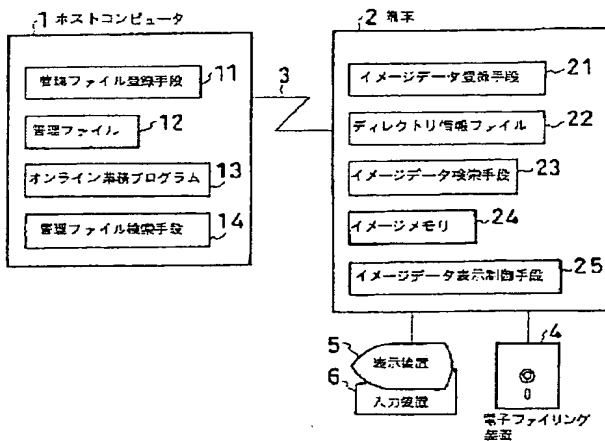 1 ホストコンピュータ
管理ファイル登録手段 11
管理ファイル 12
オンライン業務プログラム 13
管理ファイル検索手段 14
3
2 端末
イメージデータ登録手段 21
ディレクトリ情報ファイル 22
イメージデータ検索手段 23
イメージメモリ 24
イメージデータ表示制御手段 25
5
表示装置
6
入力装置
4
電子ファイリング
装置